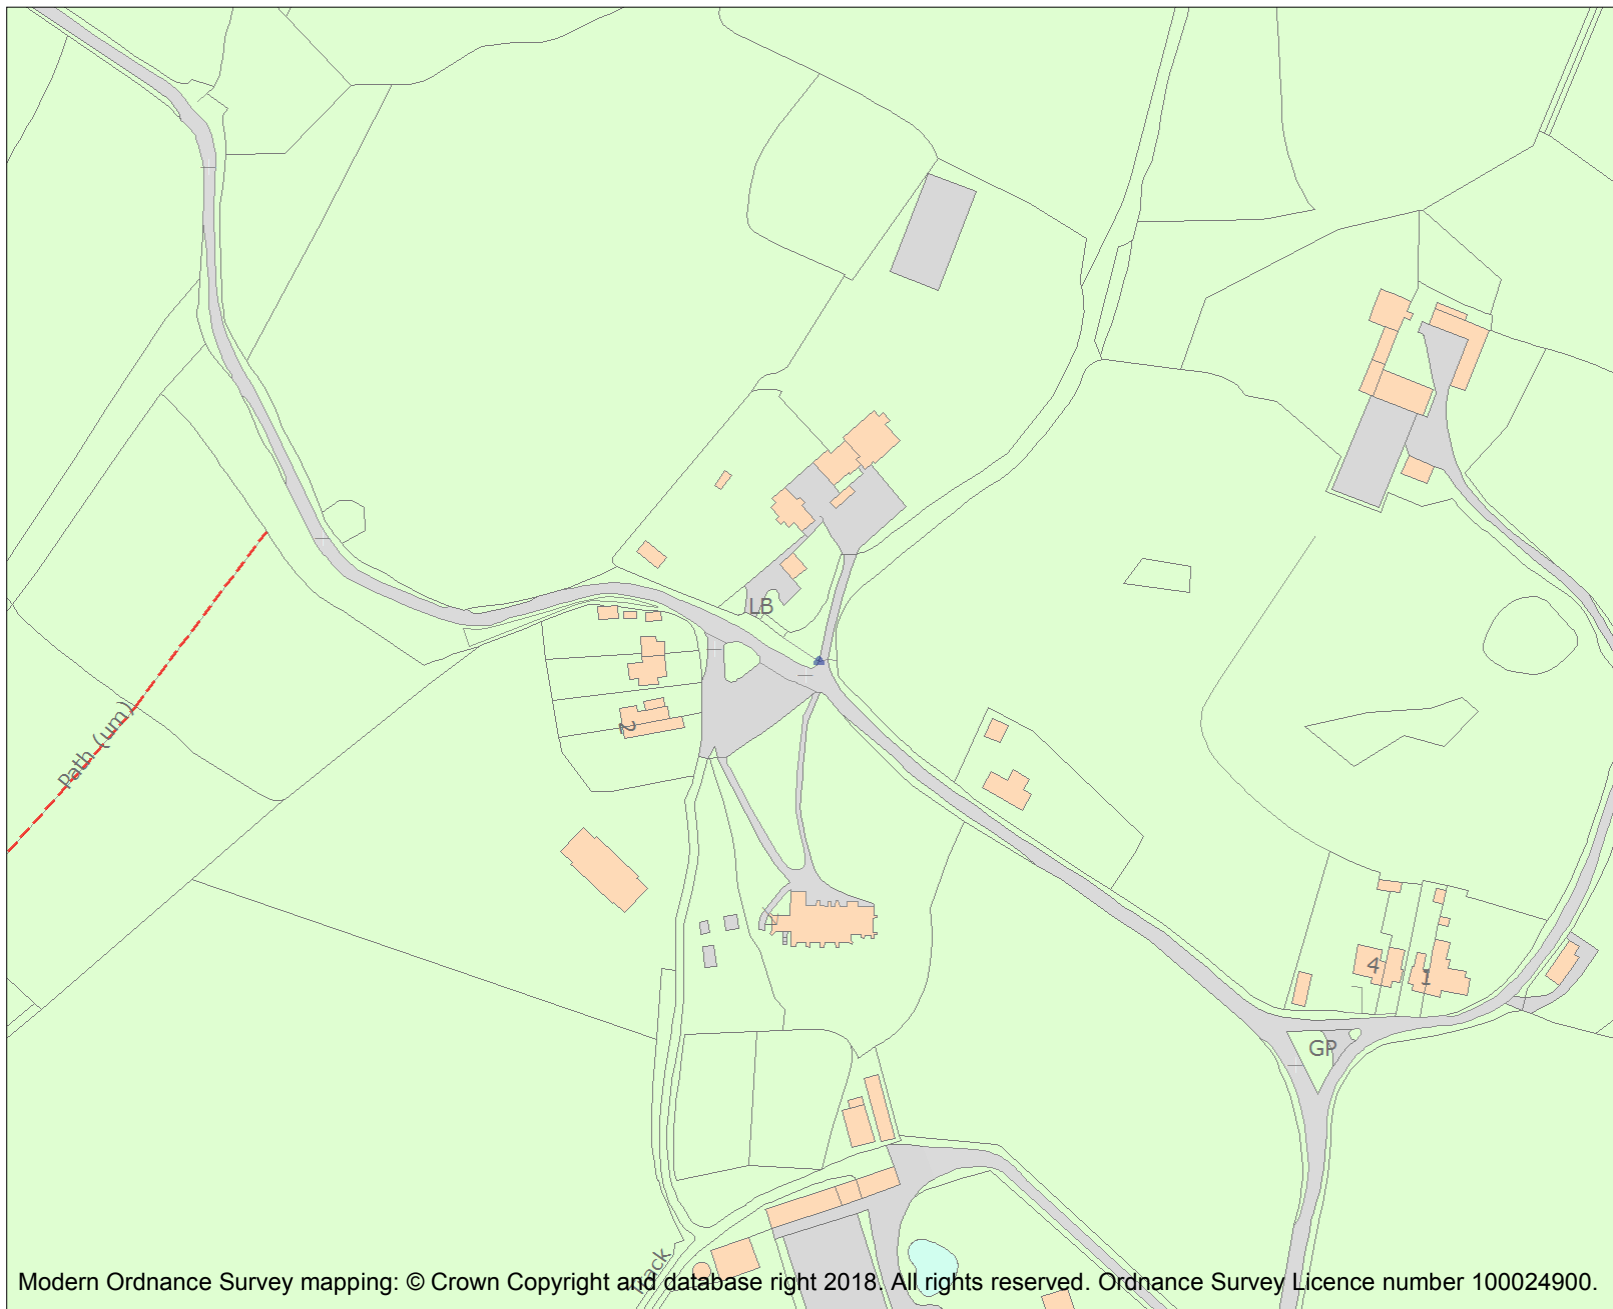 LB
Path (um)
2
4
1
GP
Track
Modern Ordnance Survey mapping: © Crown Copyright and database right 2018. All rights reserved. Ordnance Survey Licence number 100024900.